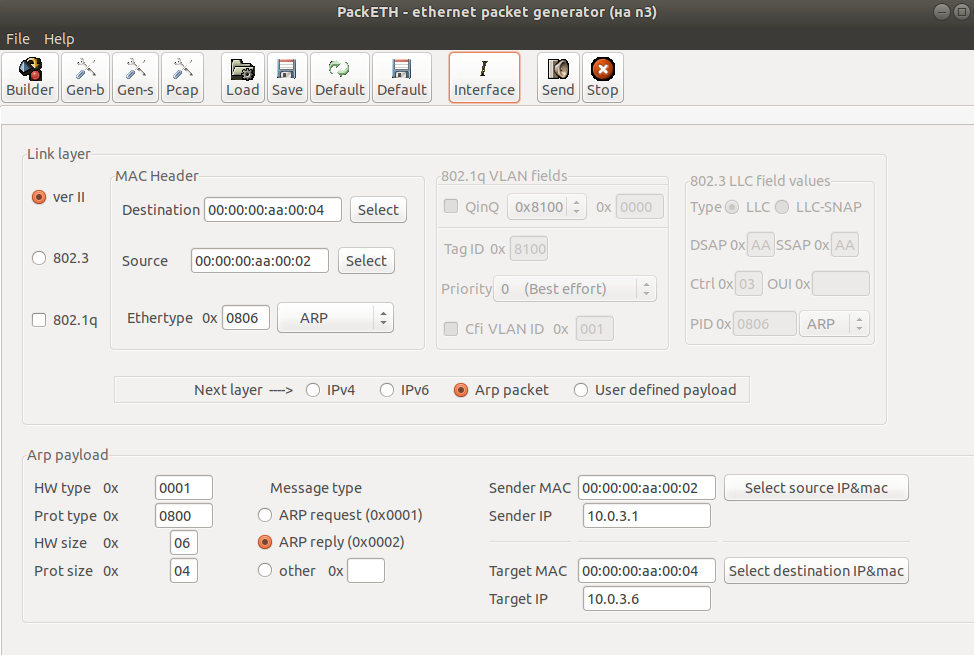 PackETH - ethernet packet generator (на n3)
File Help
Builder Gen-b Gen-s Pcap Load Save Default Default Interface Send Stop
Link layer
MAC Header 802.1q VLAN fields 802.3 LLC field values
ver II Destination 00:00:00:aa:00:04 Select QinQ 0x8100 0x 0000 Type LLC LLC-SNAP
802.3 Source 00:00:00:aa:00:02 Select Tag ID 0x 8100 DSAP 0x AA SSAP 0x AA
Priority 0 (Best effort) Ctrl 0x 03 OUI 0x
802.1q Ethertype 0x 0806 ARP Cfi VLAN ID 0x 001 PID 0x 0806 ARP
Next layer ----> IPv4 IPv6 Arp packet User defined payload
Arp payload
HW type 0x 0001 Message type Sender MAC 00:00:00:aa:00:02 Select source IP&mac
Prot type 0x 0800 ARP request (0x0001) Sender IP 10.0.3.1
HW size 0x 06 ARP reply (0x0002)
Prot size 0x 04 other 0x Target MAC 00:00:00:aa:00:04 Select destination IP&mac
Target IP 10.0.3.6